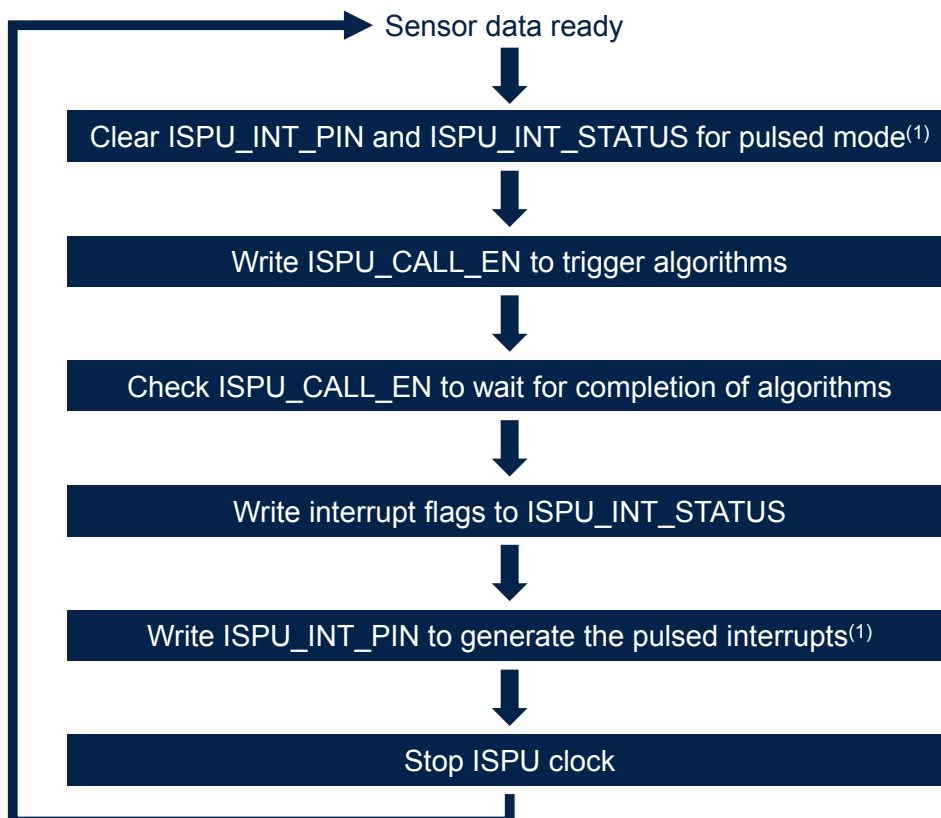 Sensor data ready
Clear ISPU_INT_PIN and ISPU_INT_STATUS for pulsed mode(1)
Write ISPU_CALL_EN to trigger algorithms
Check ISPU_CALL_EN to wait for completion of algorithms
Write interrupt flags to ISPU_INT_STATUS
Write ISPU_INT_PIN to generate the pulsed interrupts(1)
Stop ISPU clock